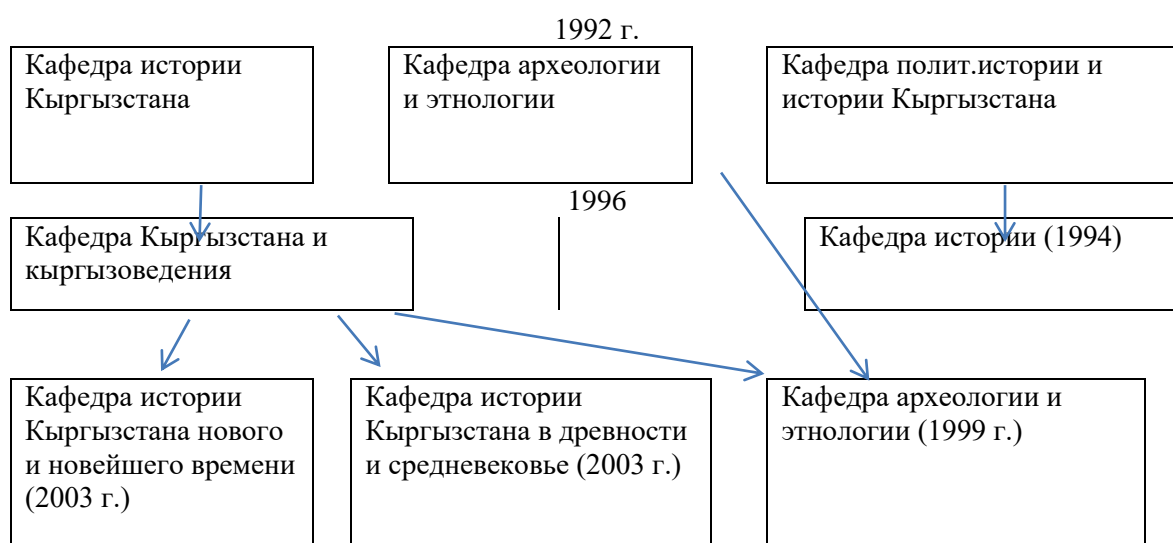 1992 г.
Кафедра истории
Кыргызстана
Кафедра археологии
и этнологии
Кафедра полит.истории и
истории Кыргызстана
1996
Кафедра Кыргызстана и
кыргызоведения
Кафедра истории (1994)
Кафедра истории
Кыргызстана нового
и новейшего времени
(2003 г.)
Кафедра истории
Кыргызстана в древности
и средневековье (2003 г.)
Кафедра археологии и
этнологии (1999 г.)